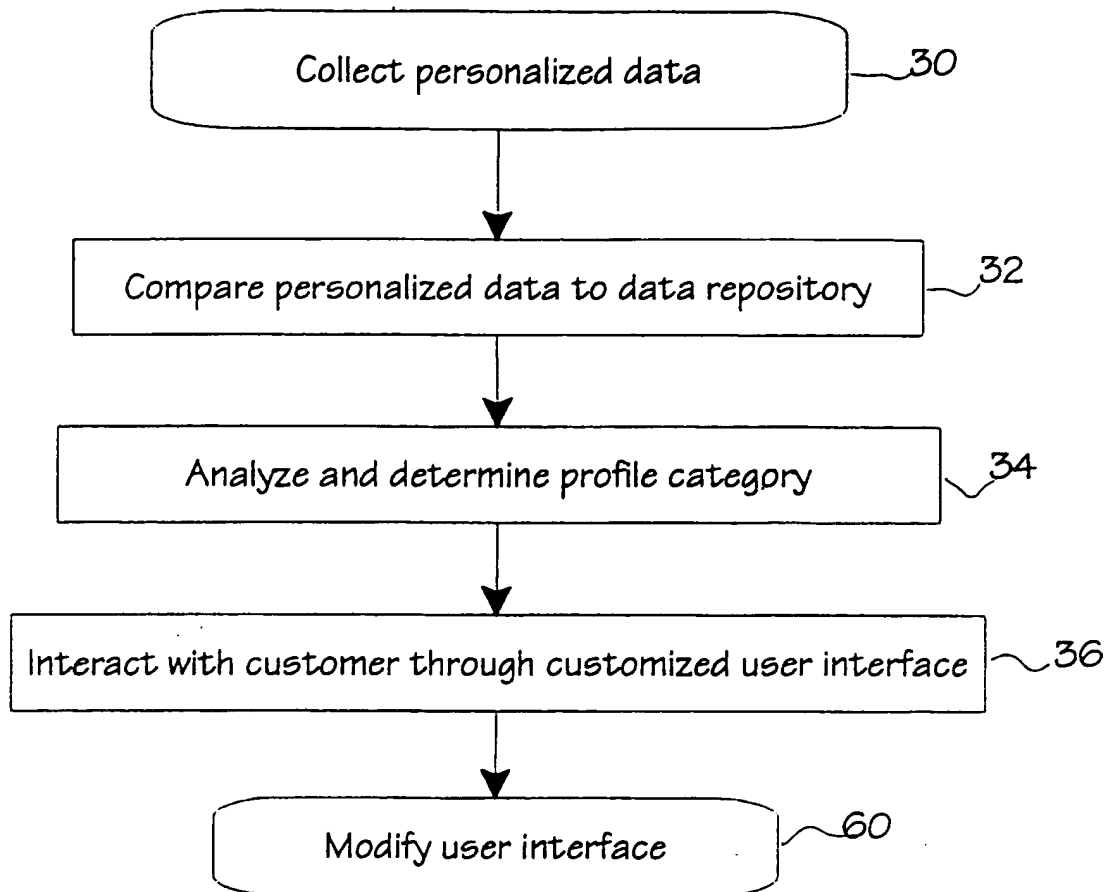 Collect personalized data 30
Compare personalized data to data repository 32
Analyze and determine profile category 34
Interact with customer through customized user interface 36
Modify user interface 60